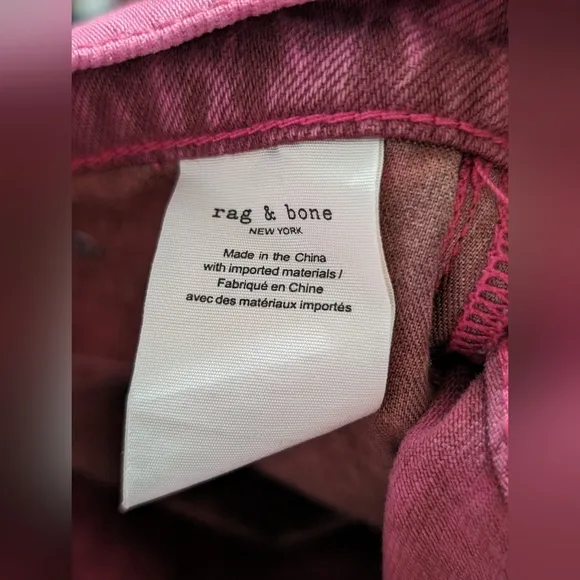 rag & bone
NEW YORK
Made in the China
with imported materials /
Fabriqué en Chine
avec des matériaux importés